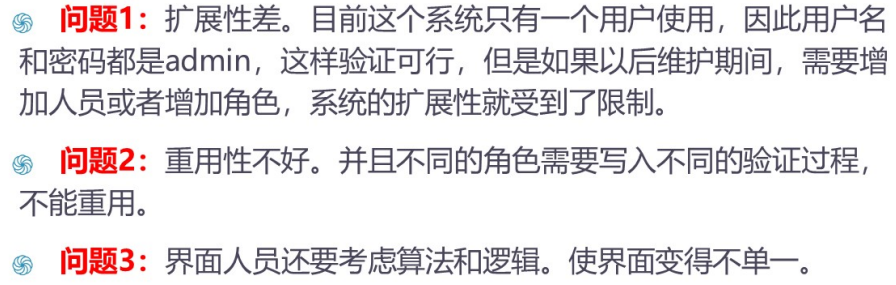 问题1：扩展性差。目前这个系统只有一个用户使用，因此用户名
和密码都是admin，这样验证可行，但是如果以后维护期间，需要增
加人员或者增加角色，系统的扩展性就受到了限制。
问题2：重用性不好。并且不同的角色需要写入不同的验证过程，
不能重用。
问题3：界面人员还要考虑算法和逻辑。使界面变得不单一。